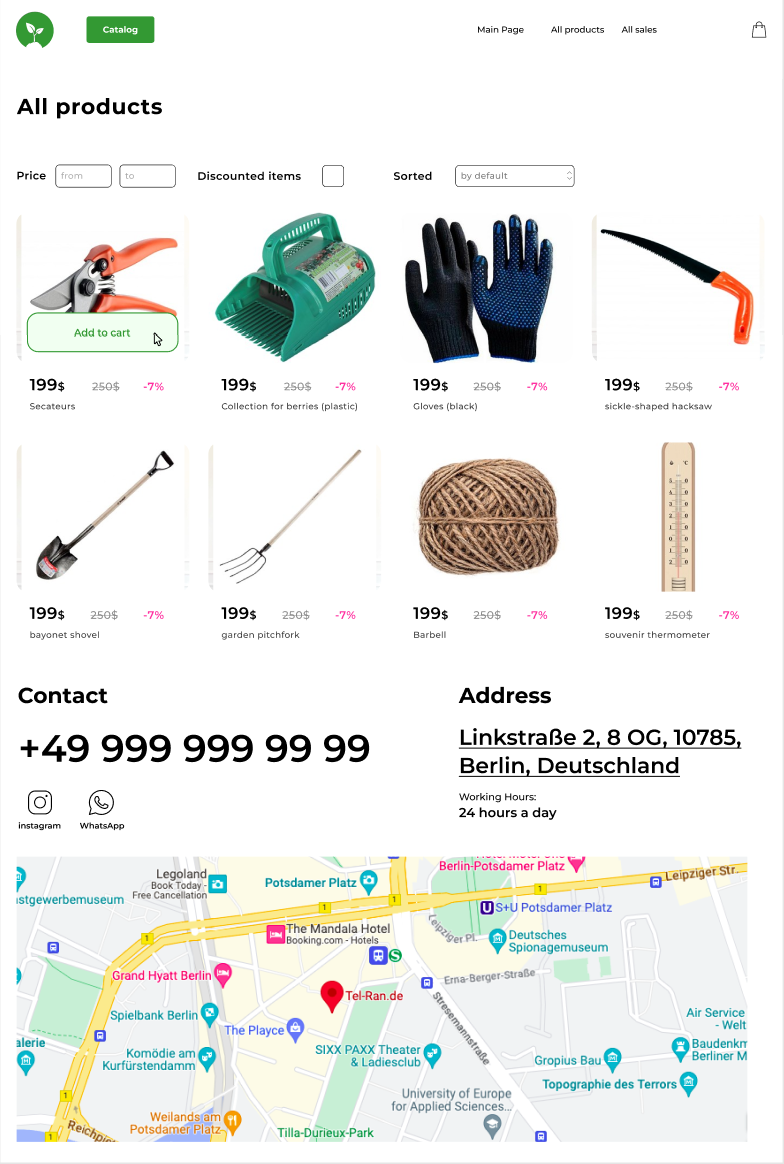 Catalog
Main Page All products All sales
All products
Price from to Discounted items Sorted by default
Add to cart
199$ 250$ -7% 199$ 250$ -7% 199$ 250$ -7% 199$ 250$ -7%
Secateurs Collection for berries (plastic) Gloves (black) sickle-shaped hacksaw
°C
199$ 250$ -7% 199$ 250$ -7% 199$ 250$ -7% 199$ 250$ -7%
bayonet shovel garden pitchfork Barbell souvenir thermometer
Contact
+49 999 999 99 99
instagram WhatsApp
Address
Linkstraße 2, 8 OG, 10785,
Berlin, Deutschland
Working Hours:
24 hours a day
Legoland
Book Today -
Free Cancellation
Potsdamer Platz
Berlin-Potsdamer Platz
Leipziger Str.
stgewerbemuseum
1
1
1
1
S+U Potsdamer Platz
The Mandala Hotel
Booking.com - Hotels
Leipziger Pl.
Deutsches
Spionagemuseum
Grand Hyatt Berlin
Erna-Berger-Straße
Tel-Ran.de
Stresemannstraße
Spielbank Berlin
The Playce
Air Service
- Welt
alerie
Komödie am
Kurfürstendamm
SIXX PAXX Theater
& Ladiesclub
Gropius Bau
Baudenkm
Berliner M
Topographie des Terrors
University of Europe
for Applied Sciences...
1
Weilands am
Potsdamer Platz
Reichpie
1
Tilla-Durieux-Park